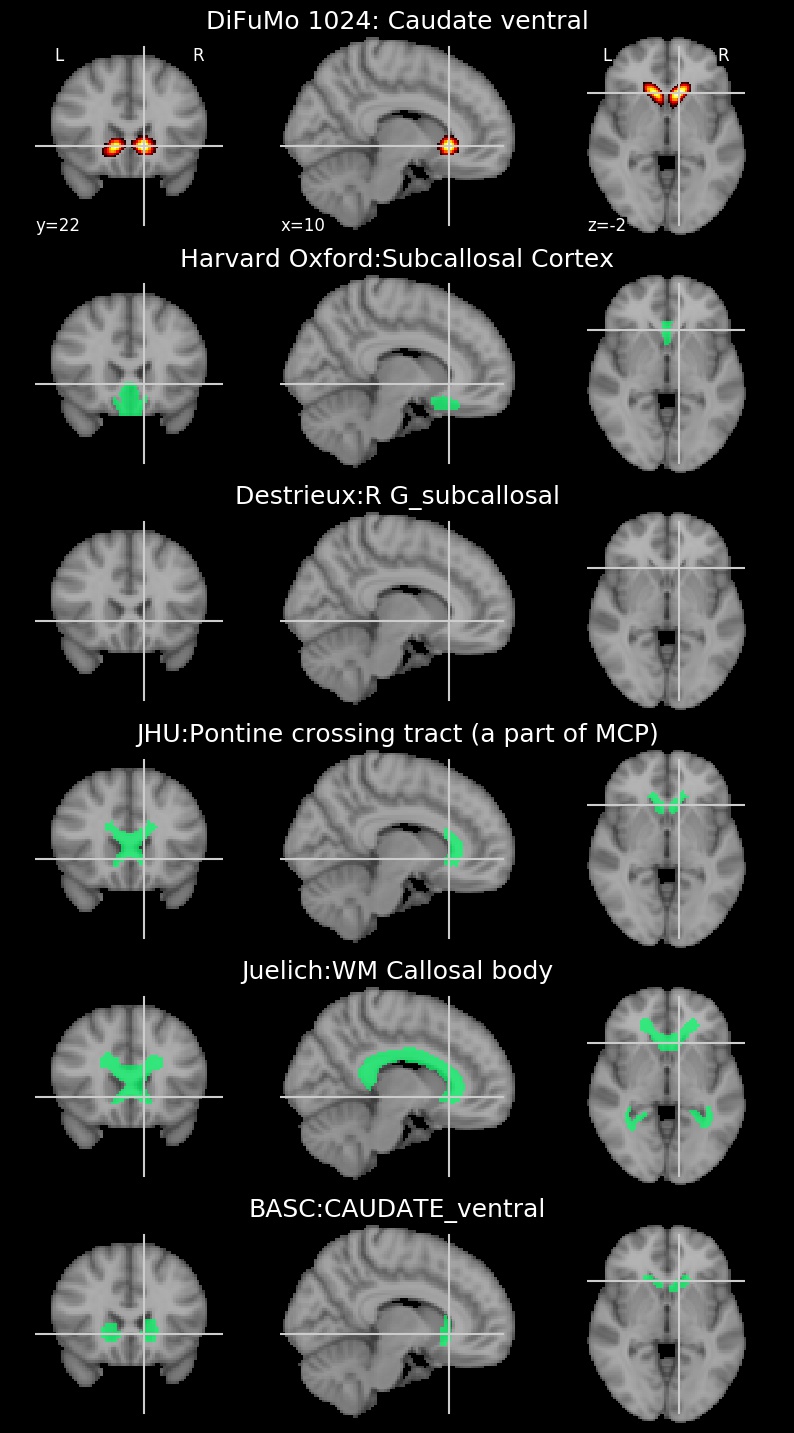 DiFuMo 1024: Caudate ventral
L R L R
y=22 x=10 z=-2
Harvard Oxford:Subcallosal Cortex
Destrieux:R G_subcallosal
JHU:Pontine crossing tract (a part of MCP)
Juelich:WM Callosal body
BASC:CAUDATE_ventral